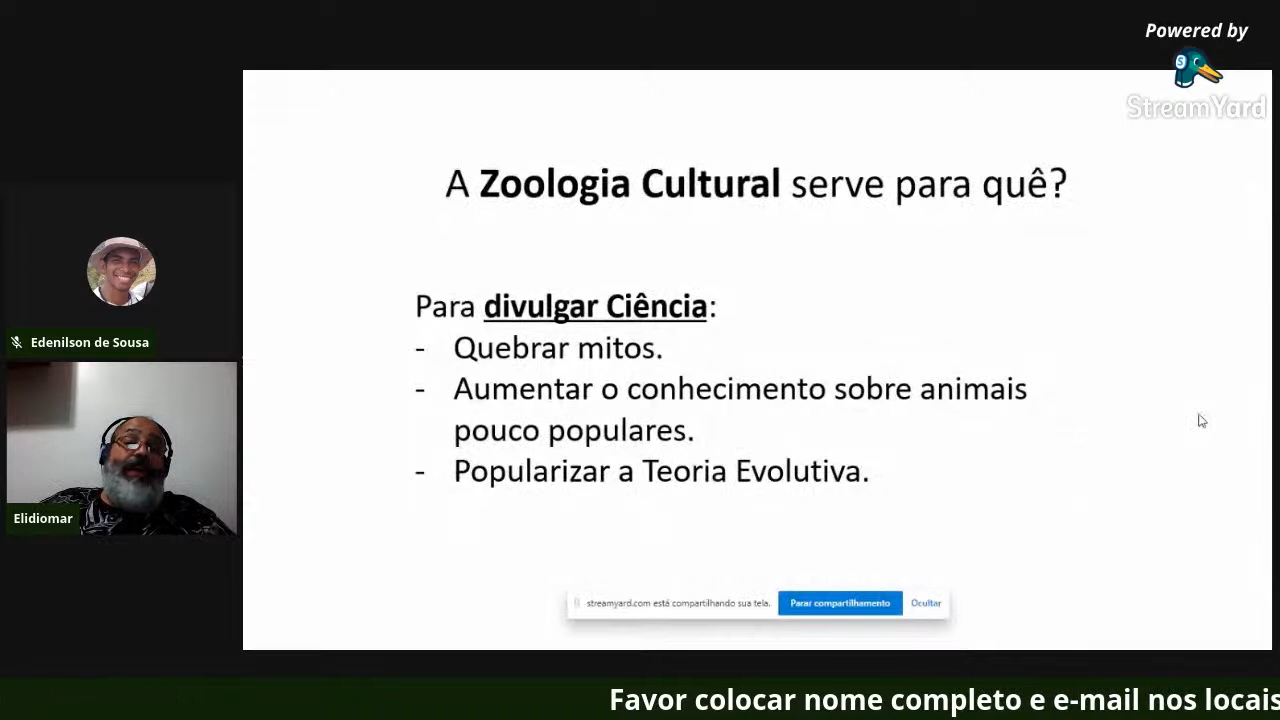 Powered by
StreamYard
A Zoologia Cultural serve para quê?
Para divulgar Ciência:
- Quebrar mitos.
- Aumentar o conhecimento sobre animais
pouco populares.
- Popularizar a Teoria Evolutiva.
Edenilson de Sousa
Elidiomar
streamyard.com está compartilhando sua tela.
Parar compartilhamento
Ocultar
Favor colocar nome completo e e-mail nos locais